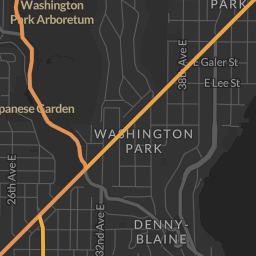 Washington
Park Arboretum
PARK
38th Ave E
E Galer St
E Lee St
panese Garden
WASHINGTON
PARK
26th Ave E
32nd Ave E
DENNY-
BLAINE